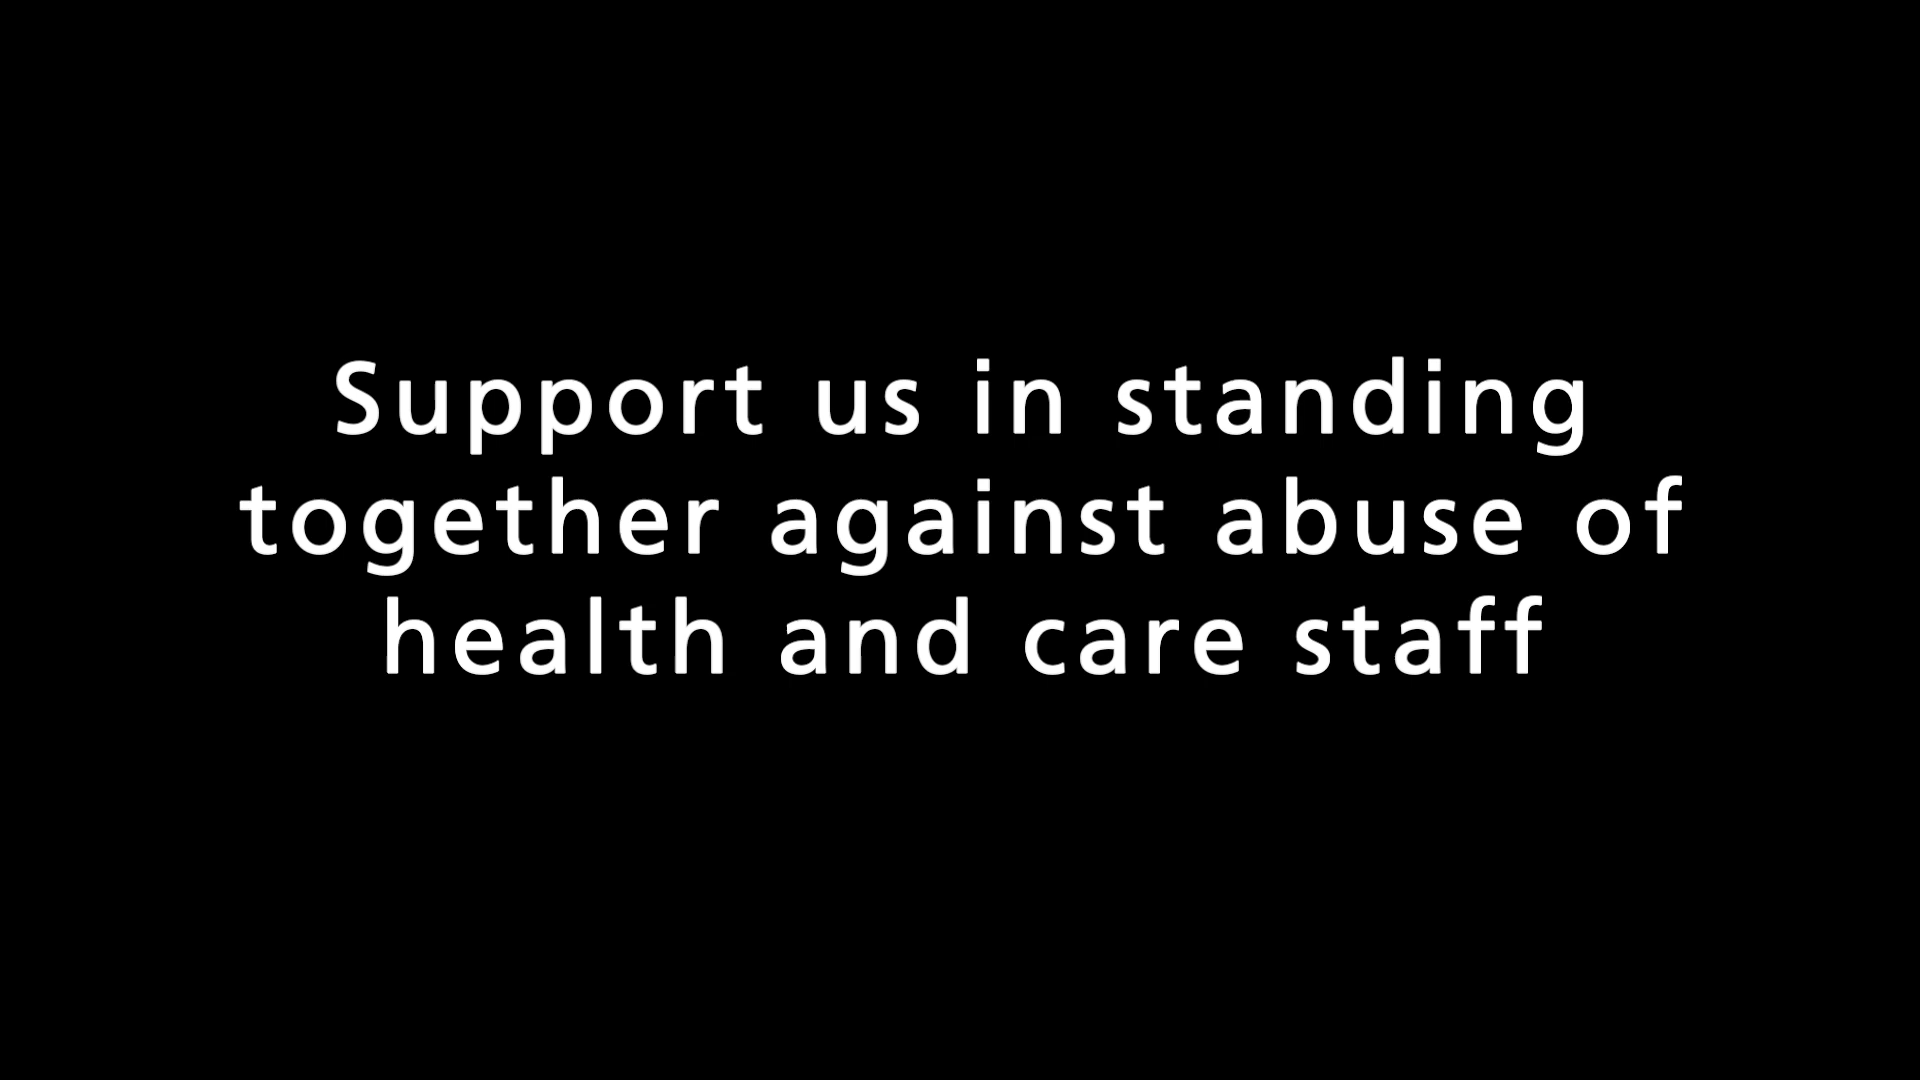 Support us in standing
together against abuse of
health and care staff